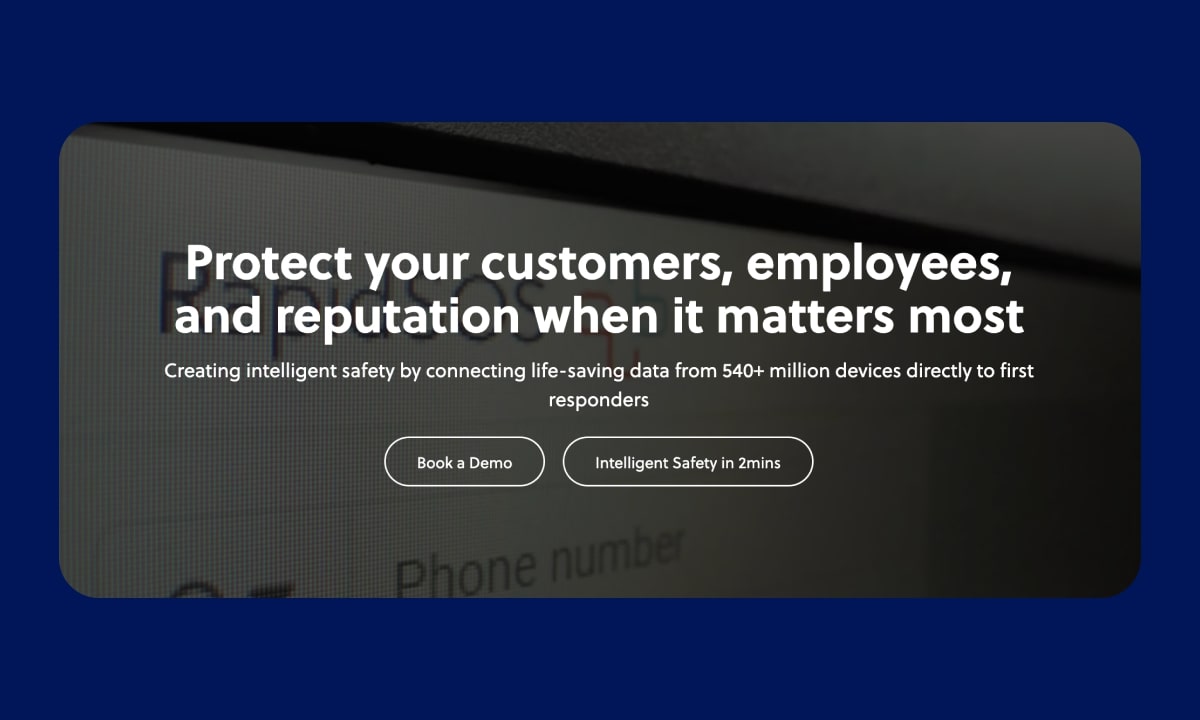 Protect your customers, employees,
and reputation when it matters most
RapidSOS
Creating intelligent safety by connecting life-saving data from 540+ million devices directly to first
responders
Book a Demo
Intelligent Safety in 2mins
Phone number